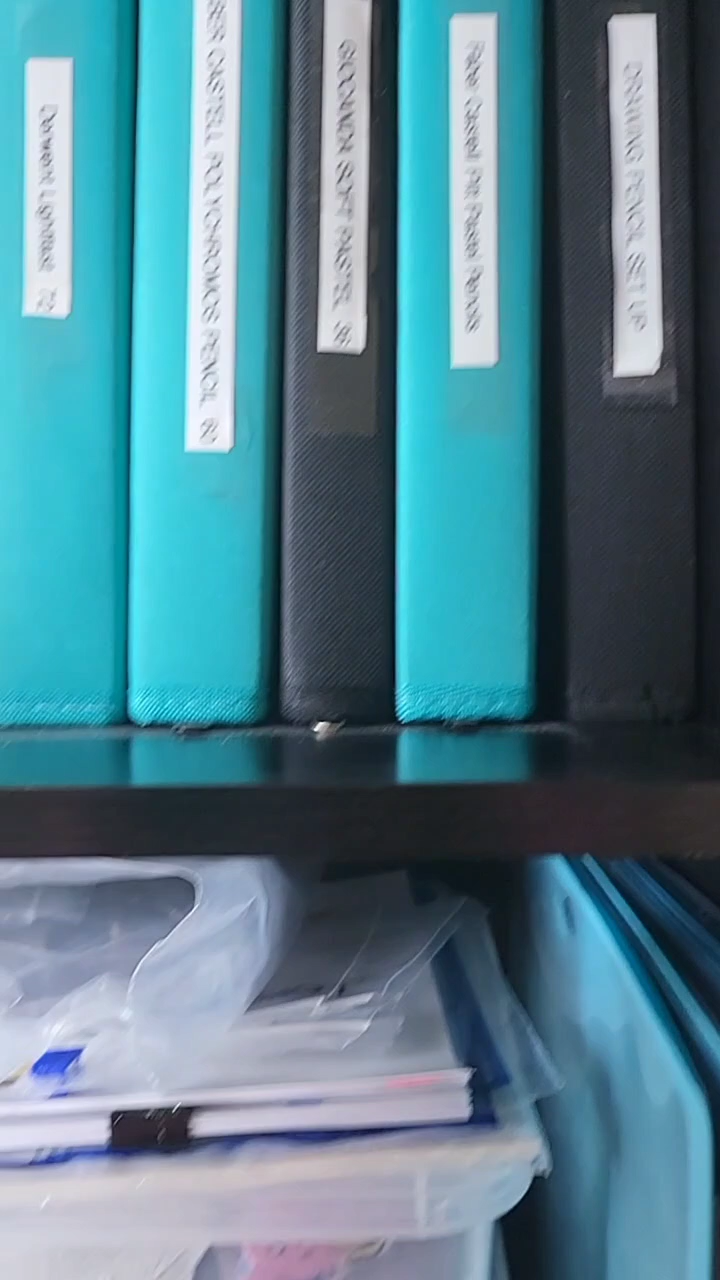 Derwent Lightfast 72
CASTELL POLYCHROMOS PENCIL 60
GIOCONDA SOFT PASTEL
Faber Castell Pitt Pastel Pencils
DRAWING PENCIL SET UP